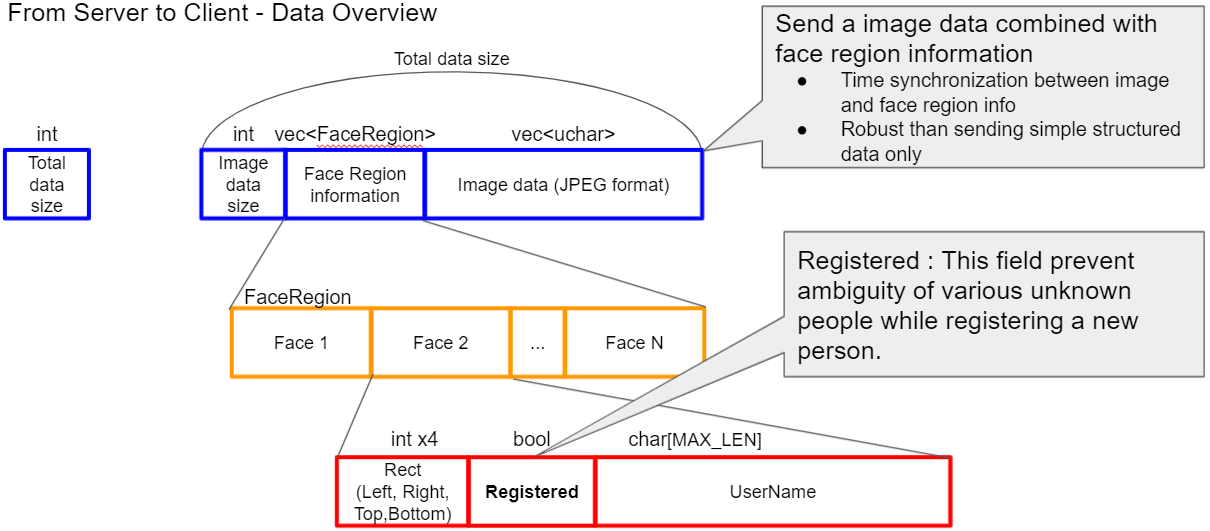 From Server to Client - Data Overview
Send a image data combined with
face region information
● Time synchronization between image
and face region info
● Robust than sending simple structured
data only
Total data size
int
int
vec<FaceRegion>
vec<uchar>
Total
data
size
Image
data
size
Face Region
information
Image data (JPEG format)
Registered : This field prevent
ambiguity of various unknown
people while registering a new
person.
FaceRegion
Face 1
Face 2
...
Face N
int x4
bool
char[MAX_LEN]
Rect
(Left, Right,
Top,Bottom)
Registered
UserName